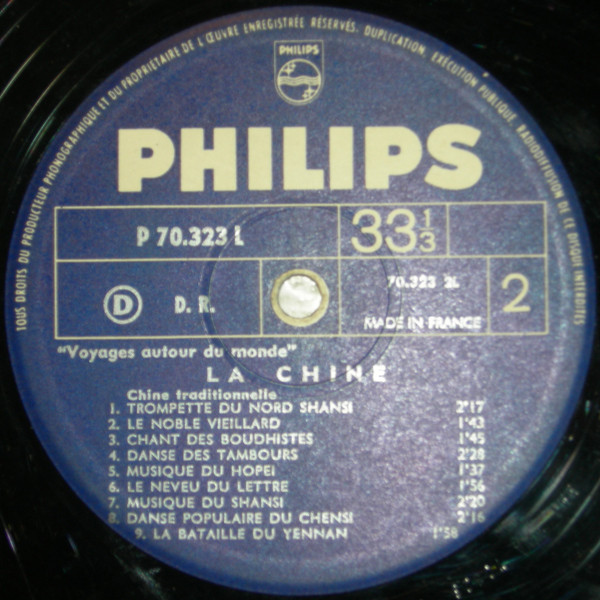 TOUS DROITS DU PRODUCTEUR PHONOGRAPHIQUE ET DU PROPRIÉTAIRE DE L'ŒUVRE ENREGISTRÉE RÉSERVÉS. DUPLICATION, EXÉCUTION PUBLIQUE, RADIODIFFUSION DE CE DISQUE INTERDITES
PHILIPS
PHILIPS
P 70.323 L
33 1/3
D
D. R.
70.323 2L
MADE IN FRANCE
2
"Voyages autour du monde"
LA CHINE
Chine traditionnelle
1. TROMPETTE DU NORD SHANSI 2'17
2. LE NOBLE VIEILLARD 1'43
3. CHANT DES BOUDHISTES 1'45
4. DANSE DES TAMBOURS 2'28
5. MUSIQUE DU HOPEI 1'37
6. LE NEVEU DU LETTRE 1'56
7. MUSIQUE DU SHANSI 2'20
8. DANSE POPULAIRE DU CHENSI 2'16
9. LA BATAILLE DU YENNAN 1'58